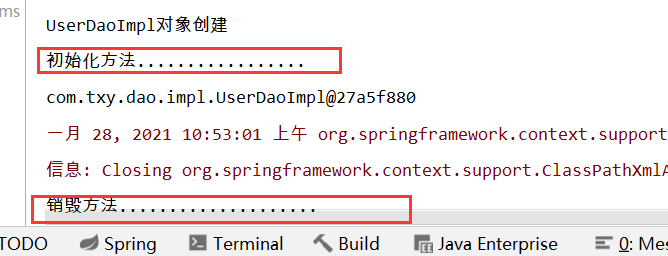 ms
UserDaoImpl对象创建
初始化方法.................
com.txy.dao.impl.UserDaoImpl@27a5f880
一月 28, 2021 10:53:01 上午 org.springframework.context.support
信息: Closing org.springframework.context.support.ClassPathXmlA
销毁方法....................
TODO Spring Terminal Build Java Enterprise 0: Mes